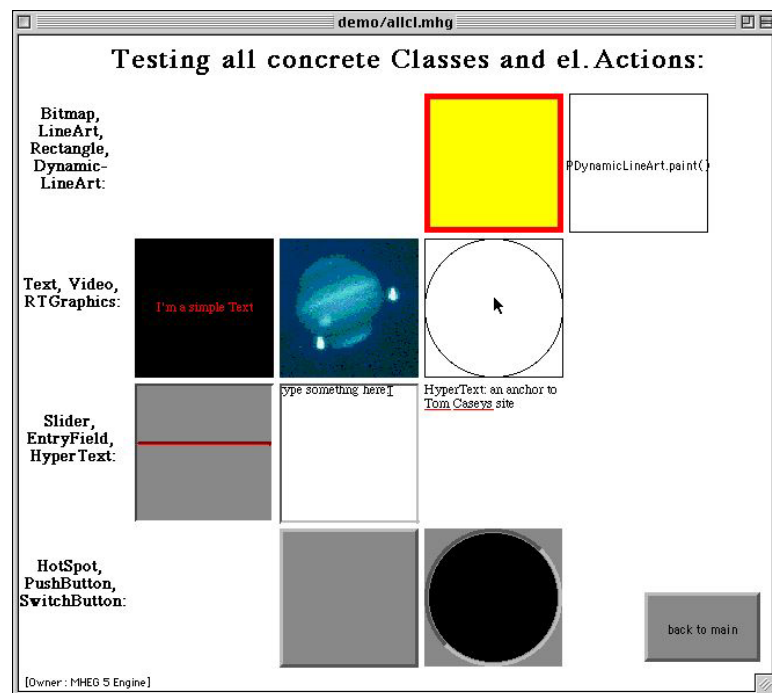 demo/allcl.mhg
Testing all concrete Classes and el.Actions:
Bitmap,
LineArt,
Rectangle,
Dynamic-
LineArt:
PDynamicLineArt.paint()
Text, Video,
RTGraphics:
I'm a simple Text
Slider,
EntryField,
HyperText:
type something here
HyperText: an anchor to
Tom Caseys site
HotSpot,
PushButton,
SwitchButton:
back to main
[Owner : MHEG 5 Engine]